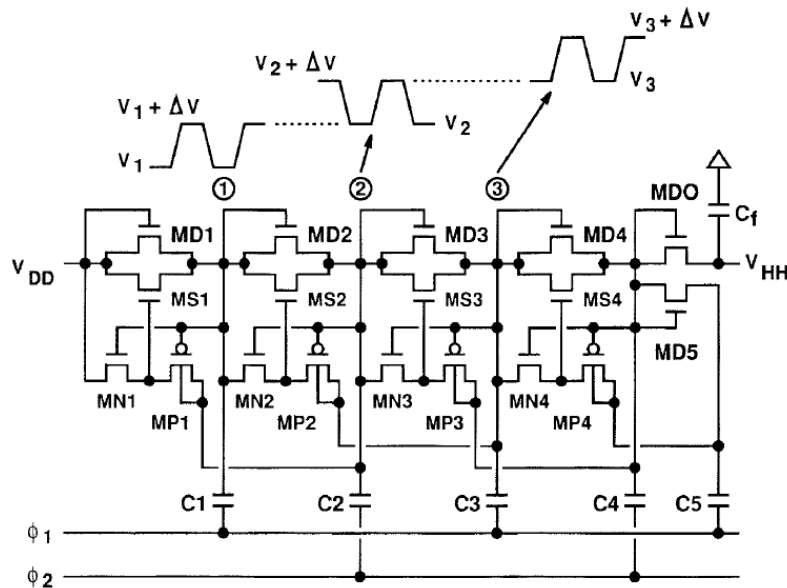 V3 + ΔV
V2 + ΔV
V3
V1 + ΔV
V2
V1
① ② ③
MDO
Cf
MD1 MD2 MD3 MD4
VDD
VHH
MS1 MS2 MS3 MS4
MD5
MN1 MP1 MN2 MP2 MN3 MP3 MN4 MP4
C1 C2 C3 C4 C5
ϕ1
ϕ2